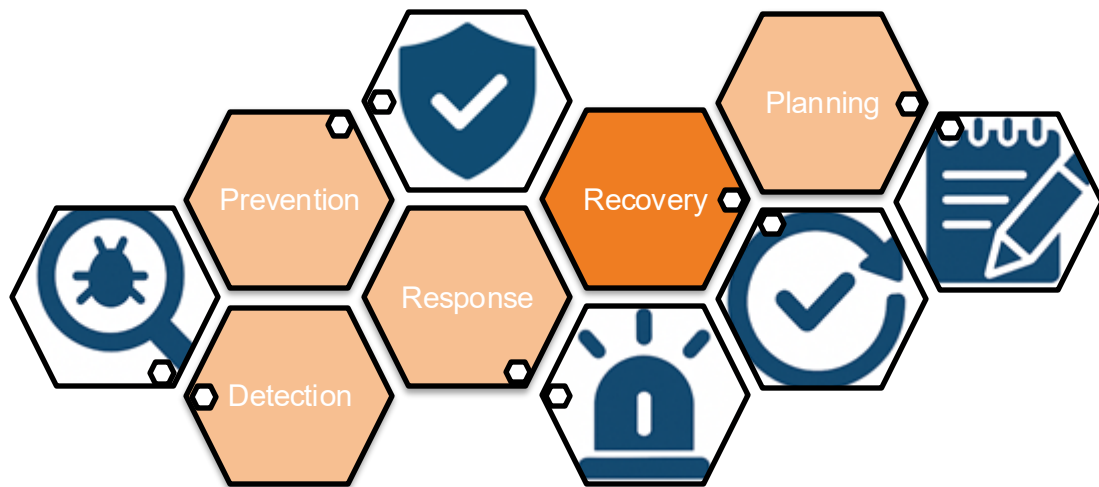 Planning
Prevention
Recovery
Response
Detection